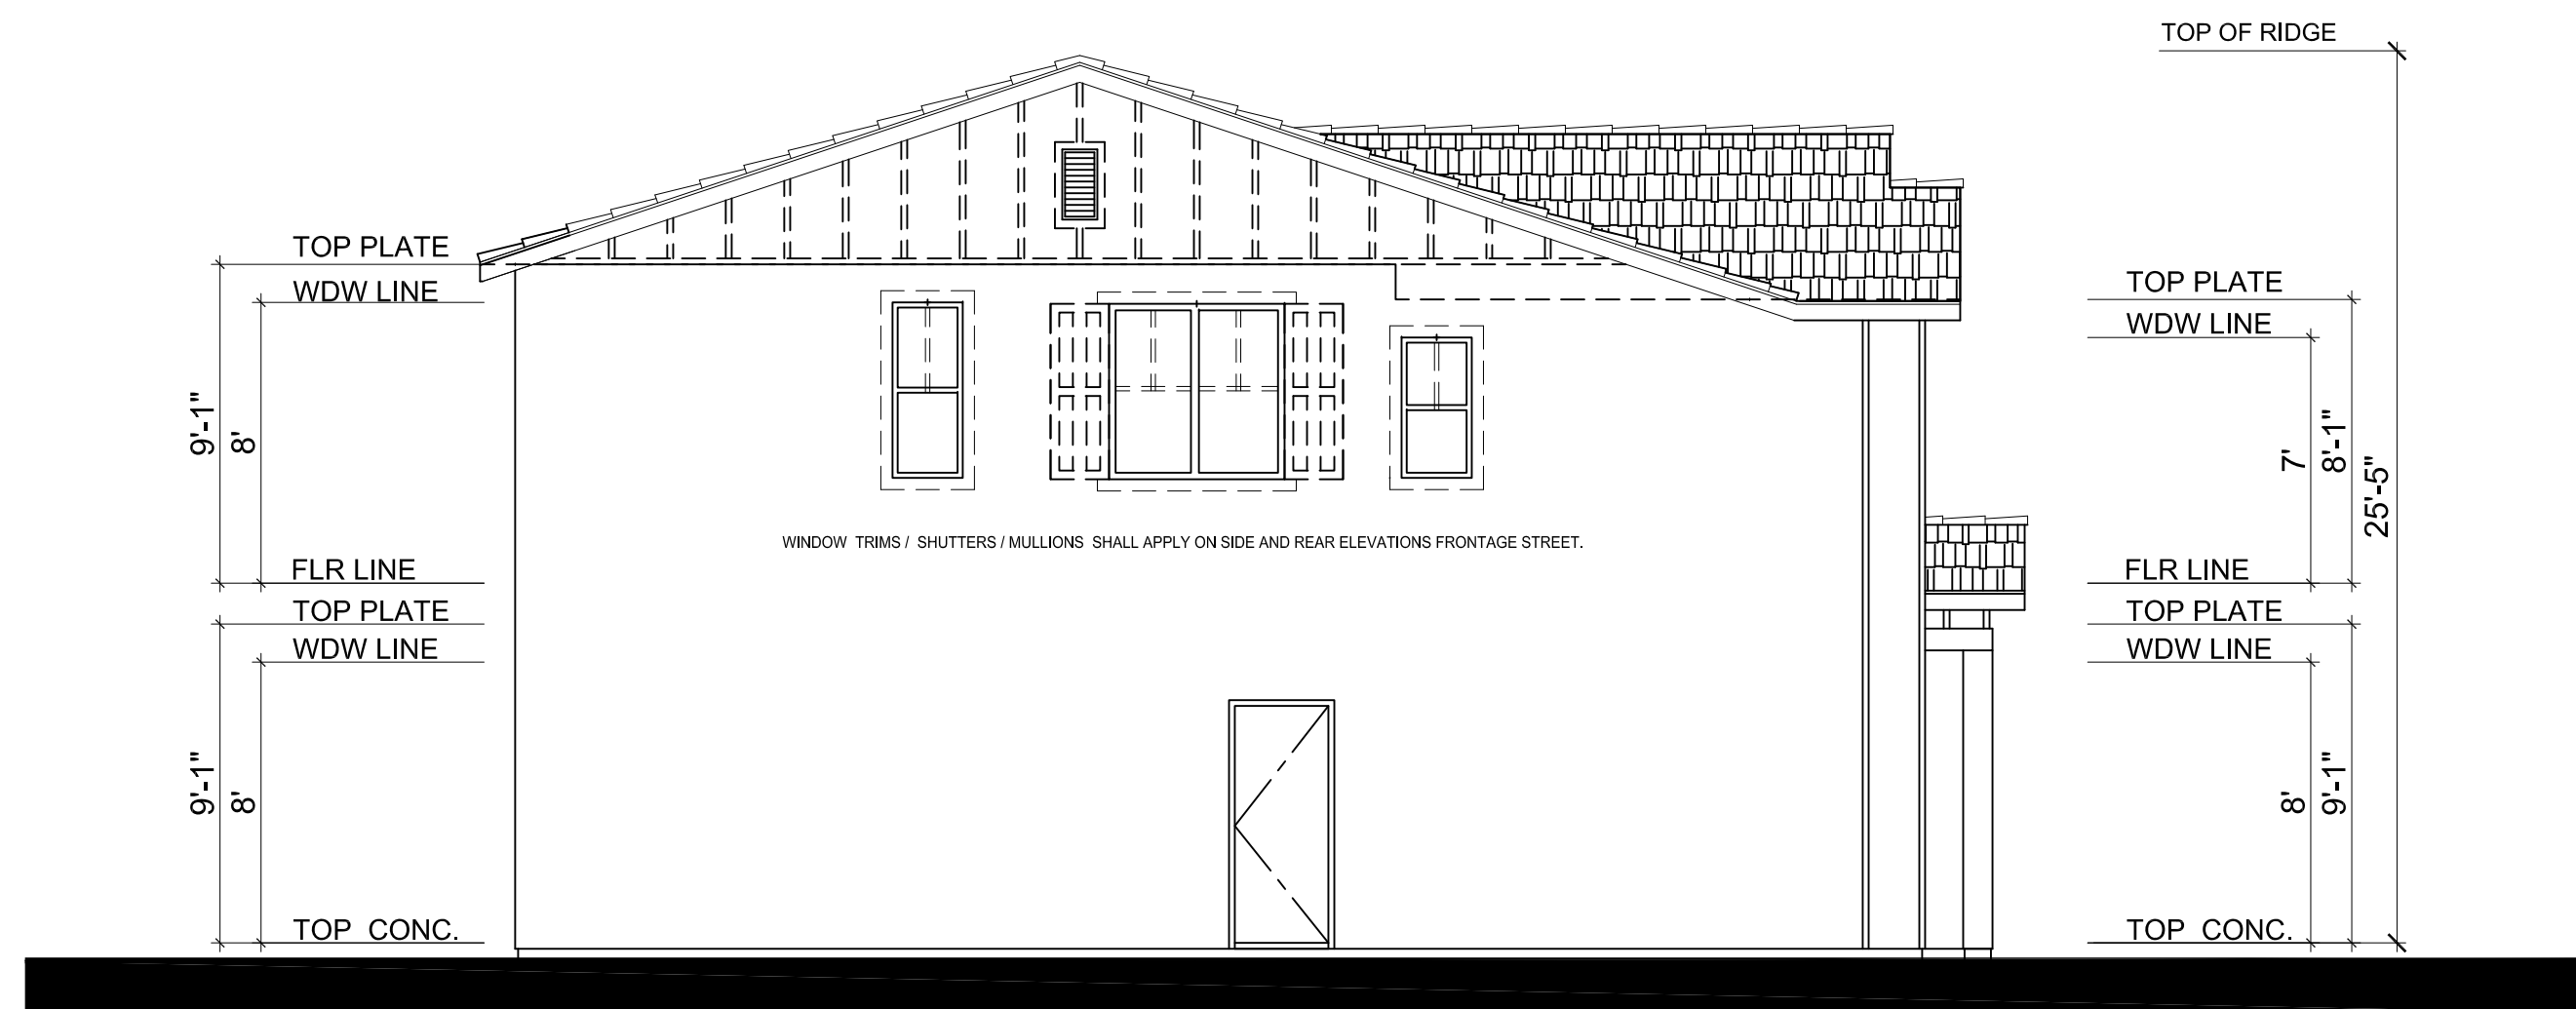 TOP OF RIDGE
TOP PLATE
WDW LINE
9'-1"
8'
FLR LINE
TOP PLATE
WDW LINE
9'-1"
8'
TOP CONC.
WINDOW TRIMS / SHUTTERS / MULLIONS SHALL APPLY ON SIDE AND REAR ELEVATIONS FRONTAGE STREET.
TOP PLATE
WDW LINE
7'
8'-1"
25'-5"
FLR LINE
TOP PLATE
WDW LINE
8'
9'-1"
TOP CONC.